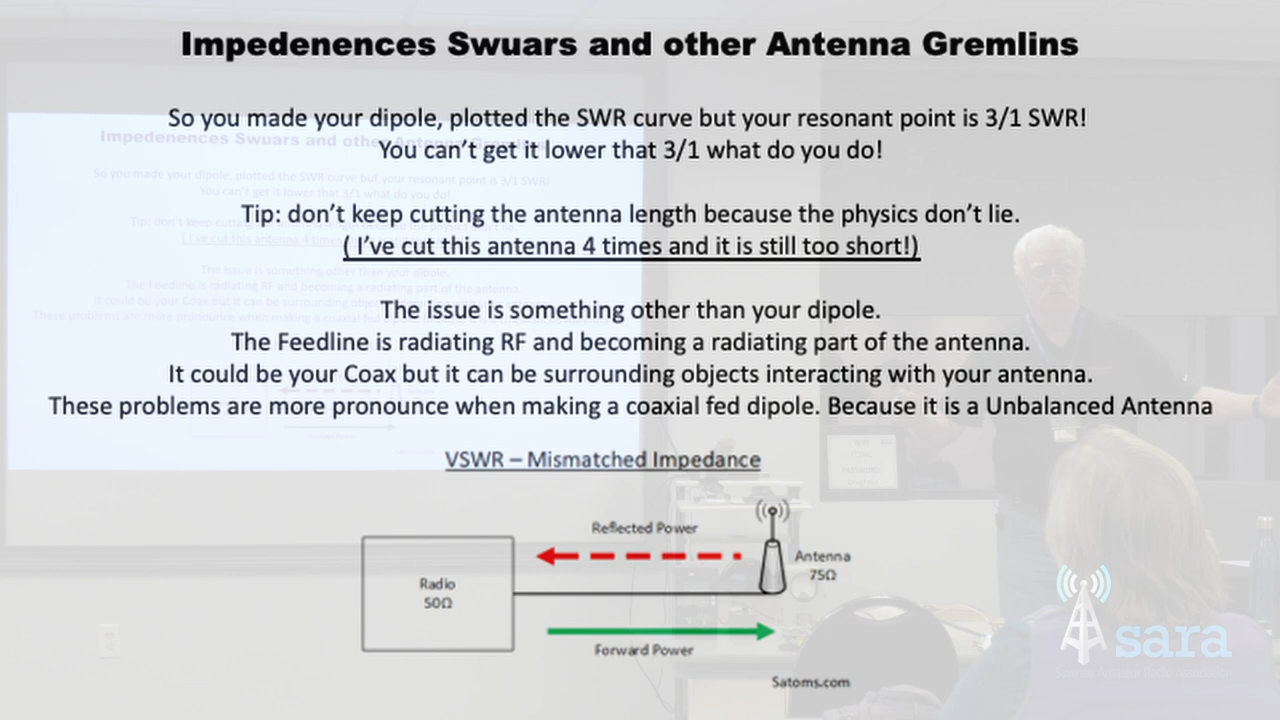 Impedenences Swuars and other Antenna Gremlins
So you made your dipole, plotted the SWR curve but your resonant point is 3/1 SWR!
You can't get it lower that 3/1 what do you do!
Tip: don't keep cutting the antenna length because the physics don't lie.
( I've cut this antenna 4 times and it is still too short!)
The issue is something other than your dipole.
The Feedline is radiating RF and becoming a radiating part of the antenna.
It could be your Coax but it can be surrounding objects interacting with your antenna.
These problems are more pronounce when making a coaxial fed dipole. Because it is a Unbalanced Antenna
VSWR – Mismatched Impedance
Reflected Power
Radio
50Ω
Antenna
75Ω
Forward Power
Satoms.com
sara